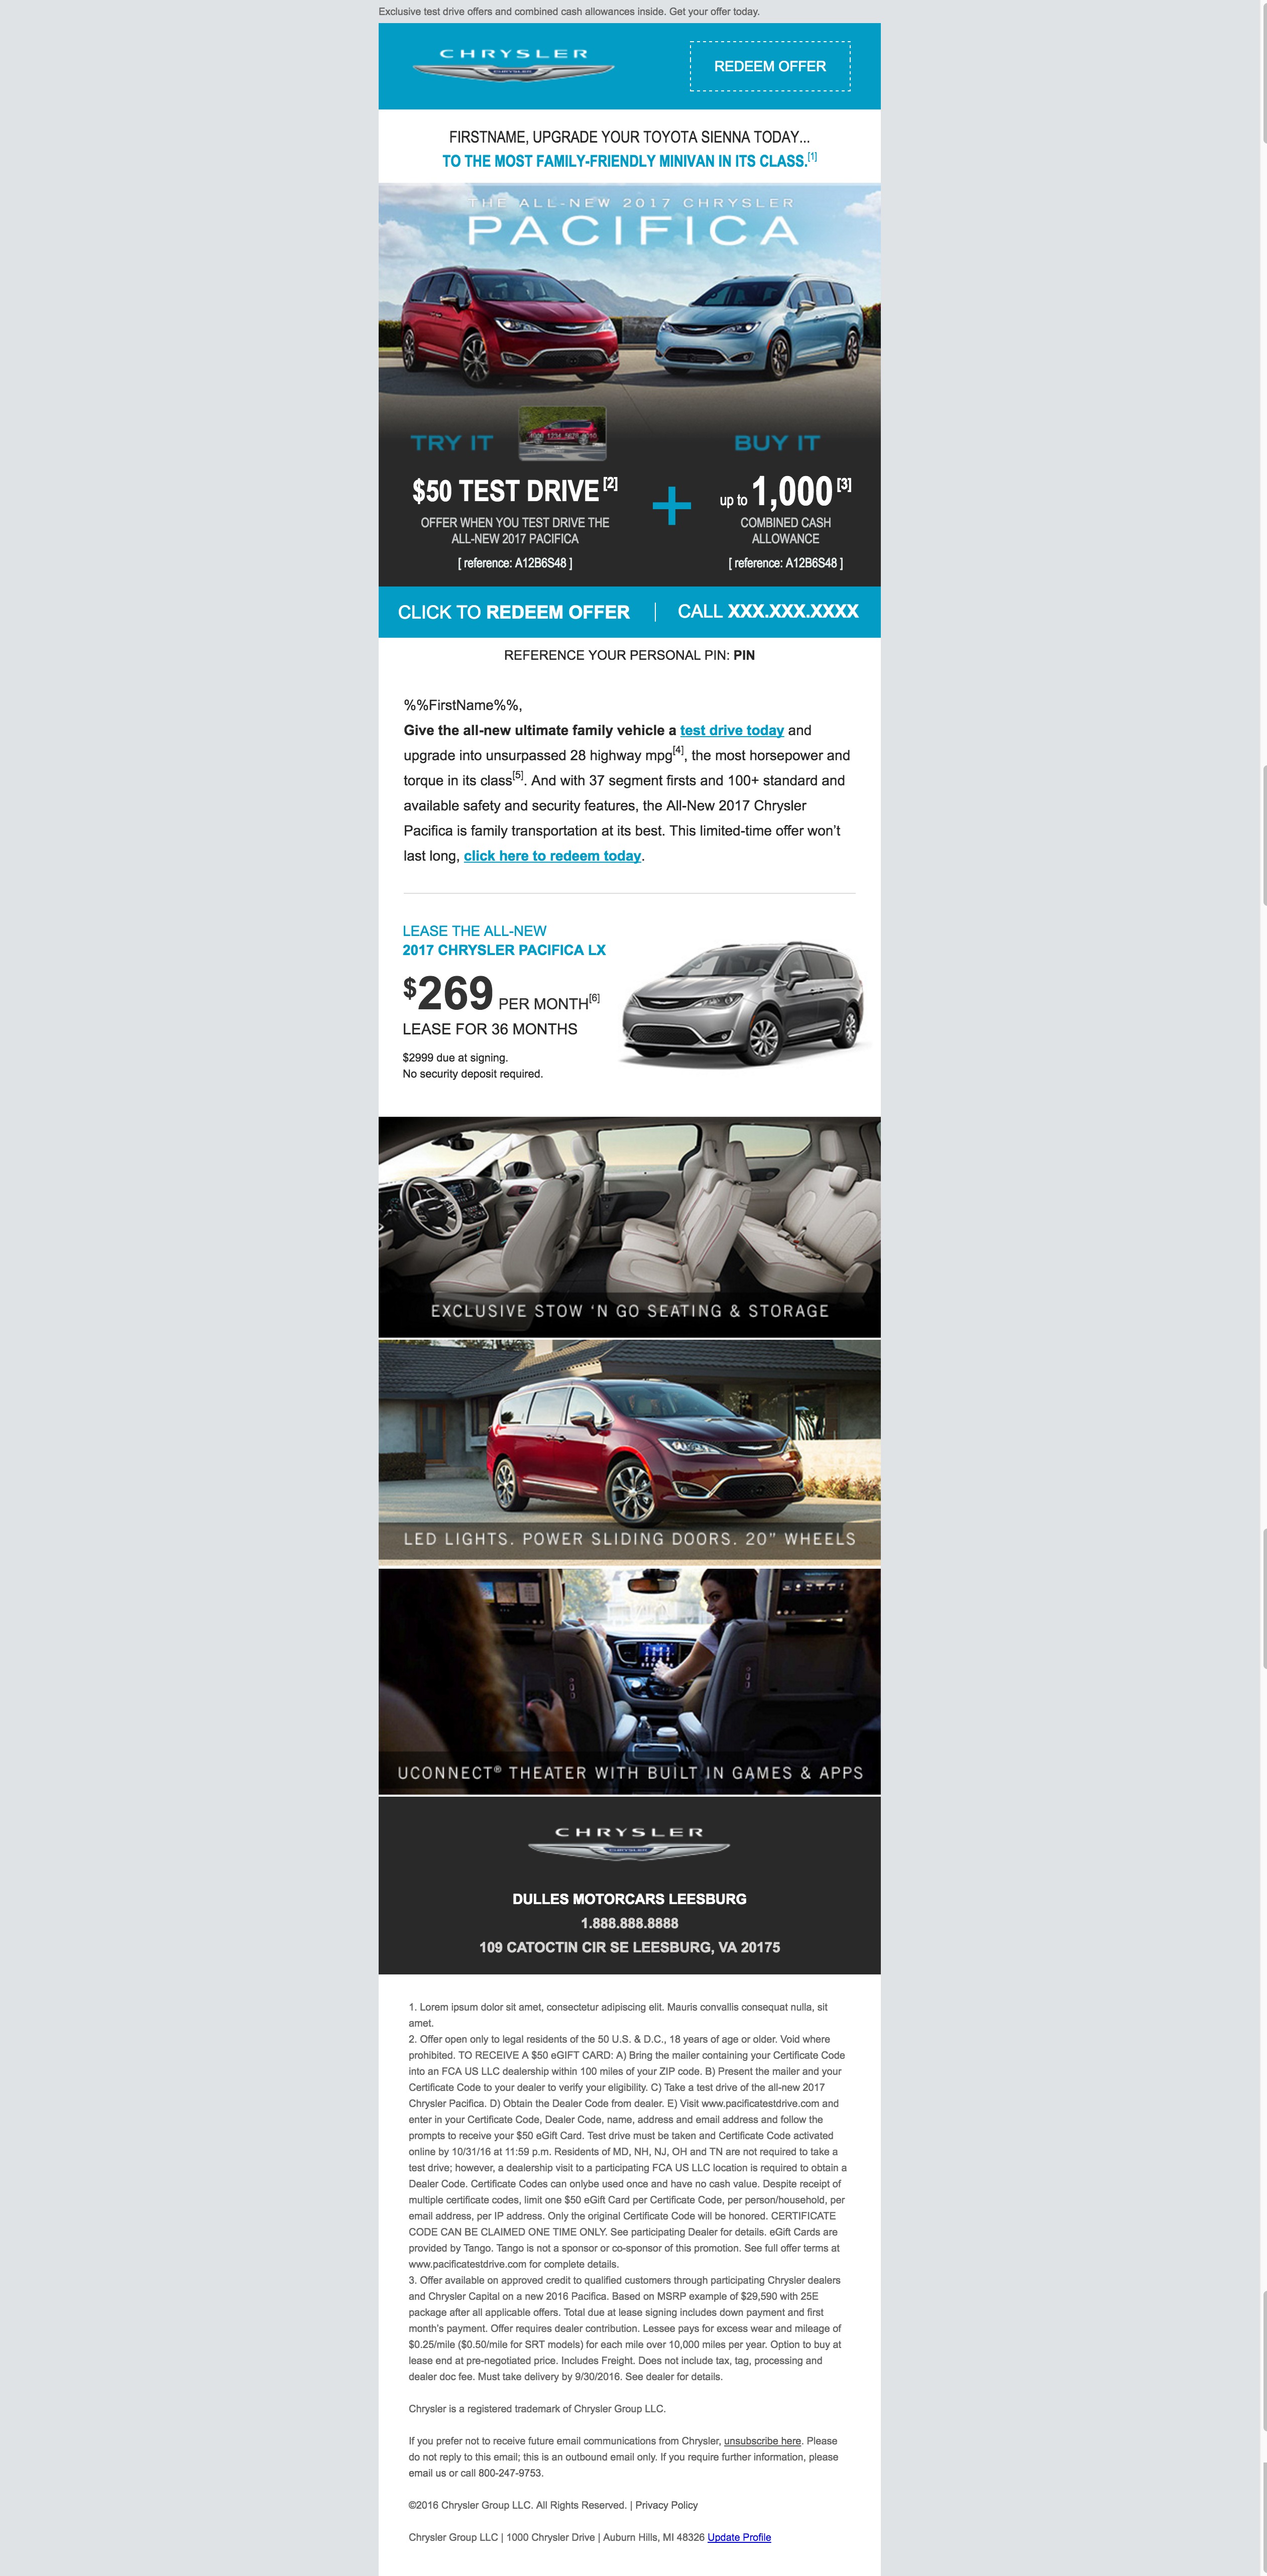 Exclusive test drive offers and combined cash allowances inside. Get your offer today.
CHRYSLER
CHRYSLER
REDEEM OFFER
FIRSTNAME, UPGRADE YOUR TOYOTA SIENNA TODAY...
TO THE MOST FAMILY-FRIENDLY MINIVAN IN ITS CLASS.[1]
THE ALL-NEW 2017 CHRYSLER
PACIFICA
TRY IT
BUY IT
$50 TEST DRIVE [2]
+
up to 1,000 [3]
OFFER WHEN YOU TEST DRIVE THE
ALL-NEW 2017 PACIFICA
COMBINED CASH
ALLOWANCE
[ reference: A12B6S48 ]
[ reference: A12B6S48 ]
CLICK TO REDEEM OFFER | CALL XXX.XXX.XXXX
REFERENCE YOUR PERSONAL PIN: PIN
%%FirstName%%,
Give the all-new ultimate family vehicle a test drive today and
upgrade into unsurpassed 28 highway mpg[4], the most horsepower and
torque in its class[5]. And with 37 segment firsts and 100+ standard and
available safety and security features, the All-New 2017 Chrysler
Pacifica is family transportation at its best. This limited-time offer won't
last long, click here to redeem today.
LEASE THE ALL-NEW
2017 CHRYSLER PACIFICA LX
$269 PER MONTH[6]
LEASE FOR 36 MONTHS
$2999 due at signing.
No security deposit required.
EXCLUSIVE STOW 'N GO SEATING & STORAGE
LED LIGHTS. POWER SLIDING DOORS. 20" WHEELS
UCONNECT® THEATER WITH BUILT IN GAMES & APPS
CHRYSLER
CHRYSLER
DULLES MOTORCARS LEESBURG
1.888.888.8888
109 CATOCTIN CIR SE LEESBURG, VA 20175
1. Lorem ipsum dolor sit amet, consectetur adipiscing elit. Mauris convallis consequat nulla, sit
amet.
2. Offer open only to legal residents of the 50 U.S. & D.C., 18 years of age or older. Void where
prohibited. TO RECEIVE A $50 eGIFT CARD: A) Bring the mailer containing your Certificate Code
into an FCA US LLC dealership within 100 miles of your ZIP code. B) Present the mailer and your
Certificate Code to your dealer to verify your eligibility. C) Take a test drive of the all-new 2017
Chrysler Pacifica. D) Obtain the Dealer Code from dealer. E) Visit www.pacificatestdrive.com and
enter in your Certificate Code, Dealer Code, name, address and email address and follow the
prompts to receive your $50 eGift Card. Test drive must be taken and Certificate Code activated
online by 10/31/16 at 11:59 p.m. Residents of MD, NH, NJ, OH and TN are not required to take a
test drive; however, a dealership visit to a participating FCA US LLC location is required to obtain a
Dealer Code. Certificate Codes can onlybe used once and have no cash value. Despite receipt of
multiple certificate codes, limit one $50 eGift Card per Certificate Code, per person/household, per
email address, per IP address. Only the original Certificate Code will be honored. CERTIFICATE
CODE CAN BE CLAIMED ONE TIME ONLY. See participating Dealer for details. eGift Cards are
provided by Tango. Tango is not a sponsor or co-sponsor of this promotion. See full offer terms at
www.pacificatestdrive.com for complete details.
3. Offer available on approved credit to qualified customers through participating Chrysler dealers
and Chrysler Capital on a new 2016 Pacifica. Based on MSRP example of $29,590 with 25E
package after all applicable offers. Total due at lease signing includes down payment and first
month's payment. Offer requires dealer contribution. Lessee pays for excess wear and mileage of
$0.25/mile ($0.50/mile for SRT models) for each mile over 10,000 miles per year. Option to buy at
lease end at pre-negotiated price. Includes Freight. Does not include tax, tag, processing and
dealer doc fee. Must take delivery by 9/30/2016. See dealer for details.
Chrysler is a registered trademark of Chrysler Group LLC.
If you prefer not to receive future email communications from Chrysler, unsubscribe here. Please
do not reply to this email; this is an outbound email only. If you require further information, please
email us or call 800-247-9753.
©2016 Chrysler Group LLC. All Rights Reserved. | Privacy Policy
Chrysler Group LLC | 1000 Chrysler Drive | Auburn Hills, MI 48326 Update Profile